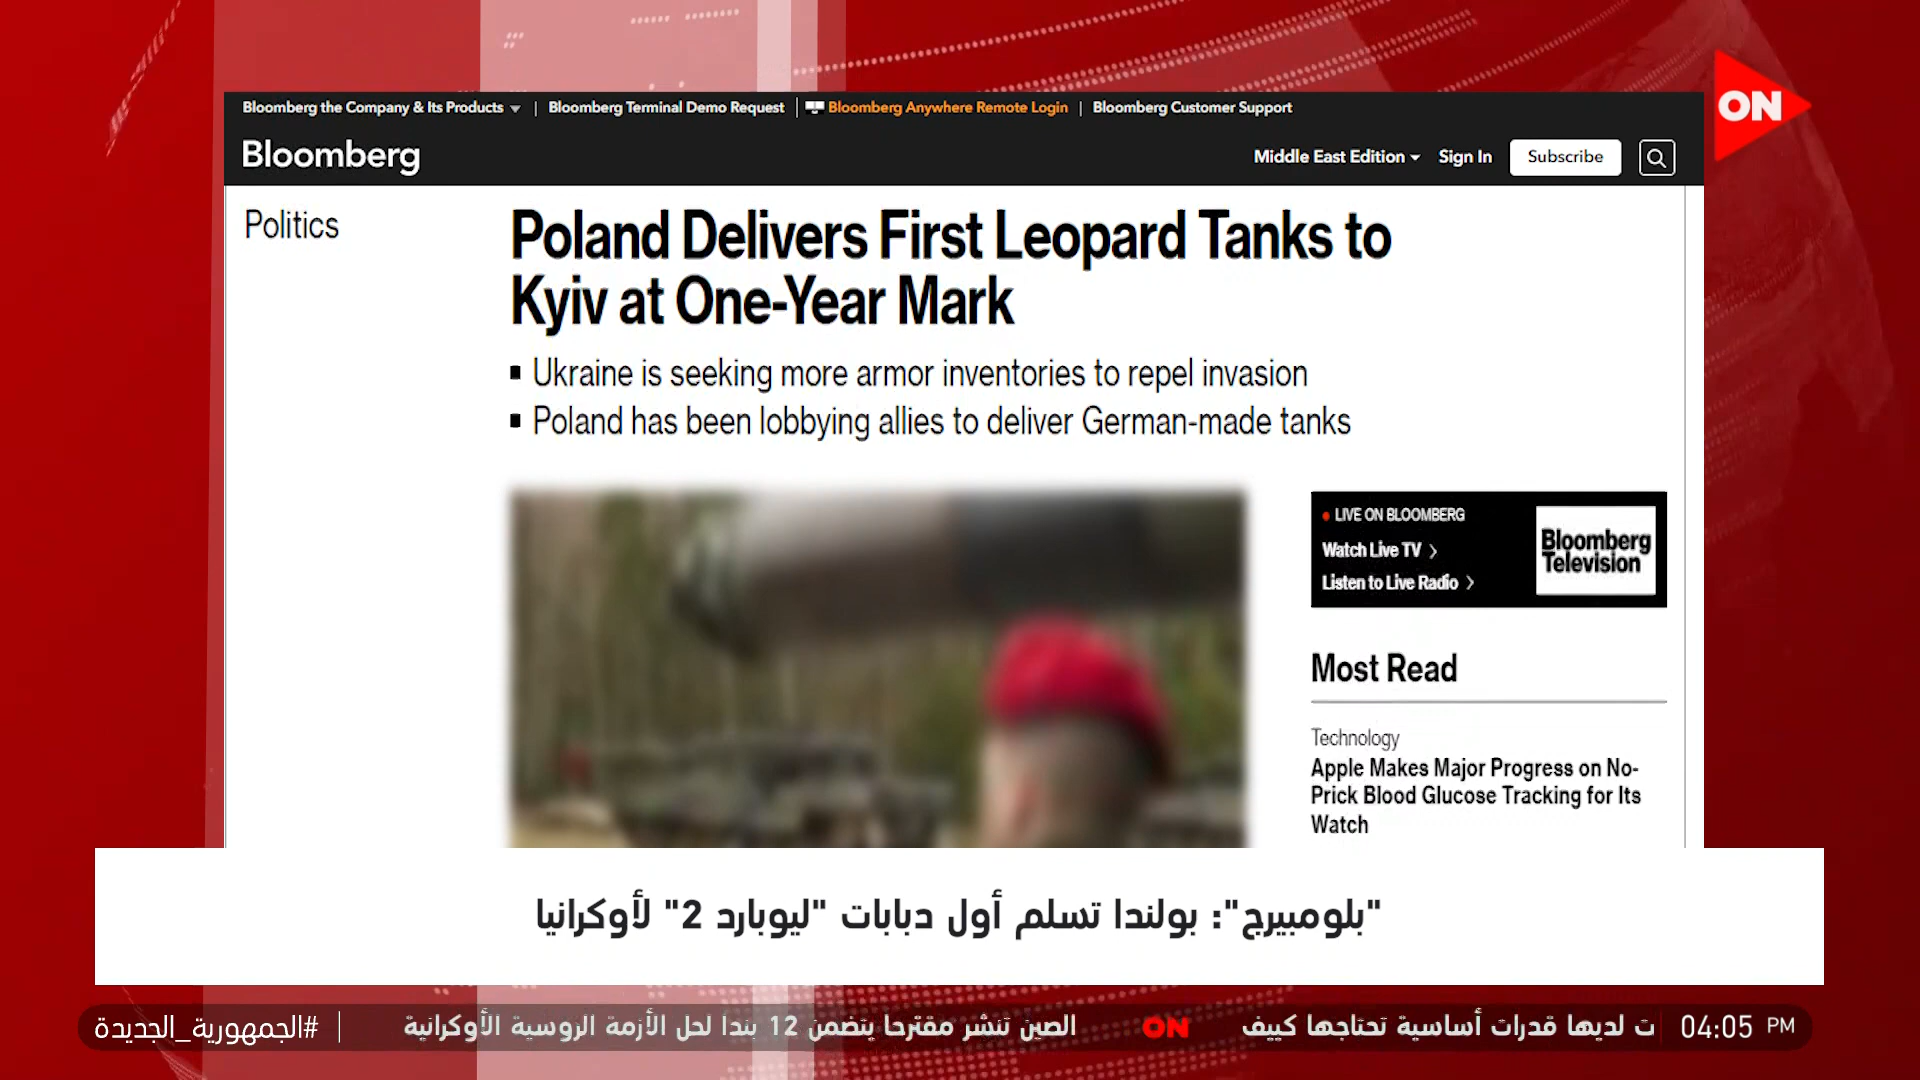 Bloomberg the Company & Its Products | Bloomberg Terminal Demo Request | Bloomberg Anywhere Remote Login | Bloomberg Customer Support
ON
Bloomberg
Middle East Edition Sign In Subscribe
Politics
Poland Delivers First Leopard Tanks to
Kyiv at One-Year Mark
▪ Ukraine is seeking more armor inventories to repel invasion
▪ Poland has been lobbying allies to deliver German-made tanks
LIVE ON BLOOMBERG
Watch Live TV >
Listen to Live Radio >
Bloomberg
Television
Most Read
Technology
Apple Makes Major Progress on No-
Prick Blood Glucose Tracking for Its
Watch
"بلومبيرج": بولندا تسلم أول دبابات "ليوبارد 2" لأوكرانيا
04:05 PM
لديها قدرات أساسية تحتاجها كييف ON الصين تنشر مقترحا يتضمن 12 بندا لحل الأزمة الروسية الأوكرانية
#الجمهورية_الجديدة